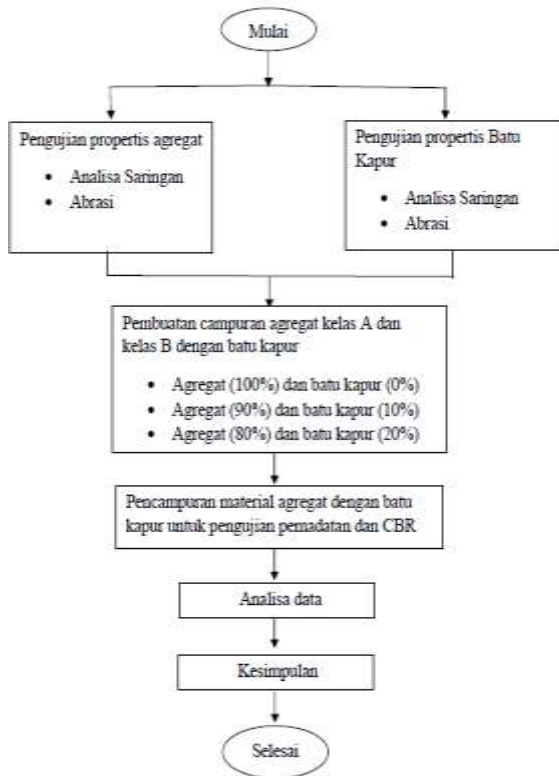 Mulai
Pengujian propertis agregat
• Analisa Saringan
• Abrasi
Pengujian propertis Batu
Kapur
• Analisa Saringan
• Abrasi
Pembuatan campuran agregat kelas A dan
kelas B dengan batu kapur
• Agregat (100%) dan batu kapur (0%)
• Agregat (90%) dan batu kapur (10%)
• Agregat (80%) dan batu kapur (20%)
Pencampuran material agregat dengan batu
kapur untuk pengujian pemadatan dan CBR
Analisa data
Kesimpulan
Selesai